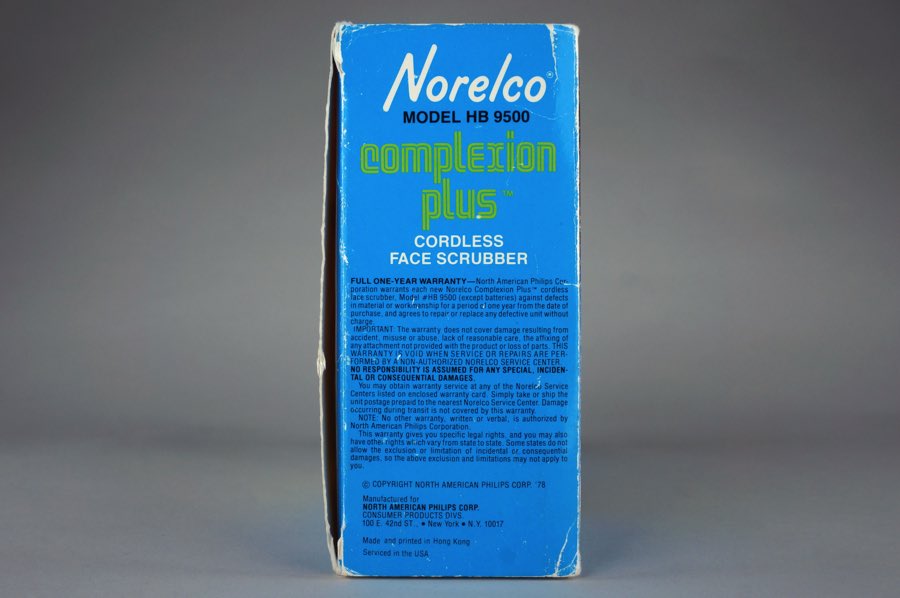 Norelco®
MODEL HB 9500
complexion
plus™
CORDLESS
FACE SCRUBBER
FULL ONE-YEAR WARRANTY—North American Philips Cor-
poration warrants each new Norelco Complexion Plus™ cordless
face scrubber, Model #HB 9500 (except batteries) against defects
in material or workmanship for a period of one year from the date of
purchase, and agrees to repair or replace any defective unit without
charge.
IMPORTANT: The warranty does not cover damage resulting from
accident, misuse or abuse, lack of reasonable care, the affixing of
any attachment not provided with the product or loss of parts. THIS
WARRANTY IS VOID WHEN SERVICE OR REPAIRS ARE PER-
FORMED BY A NON-AUTHORIZED NORELCO SERVICE CENTER.
NO RESPONSIBILITY IS ASSUMED FOR ANY SPECIAL, INCIDEN-
TAL OR CONSEQUENTIAL DAMAGES.
You may obtain warranty service at any of the Norelco Service
Centers listed on enclosed warranty card. Simply take or ship the
unit postage prepaid to the nearest Norelco Service Center. Damage
occurring during transit is not covered by this warranty.
NOTE: No other warranty, written or verbal, is authorized by
North American Philips Corporation.
This warranty gives you specific legal rights, and you may also
have other rights which vary from state to state. Some states do not
allow the exclusion or limitation of incidental or consequential
damages, so the above exclusion and limitations may not apply to
you.
© COPYRIGHT NORTH AMERICAN PHILIPS CORP. '78
Manufactured for
NORTH AMERICAN PHILIPS CORP.
CONSUMER PRODUCTS DIVS.
100 E. 42nd ST., • New York • N.Y. 10017
Made and printed in Hong Kong
Serviced in the USA